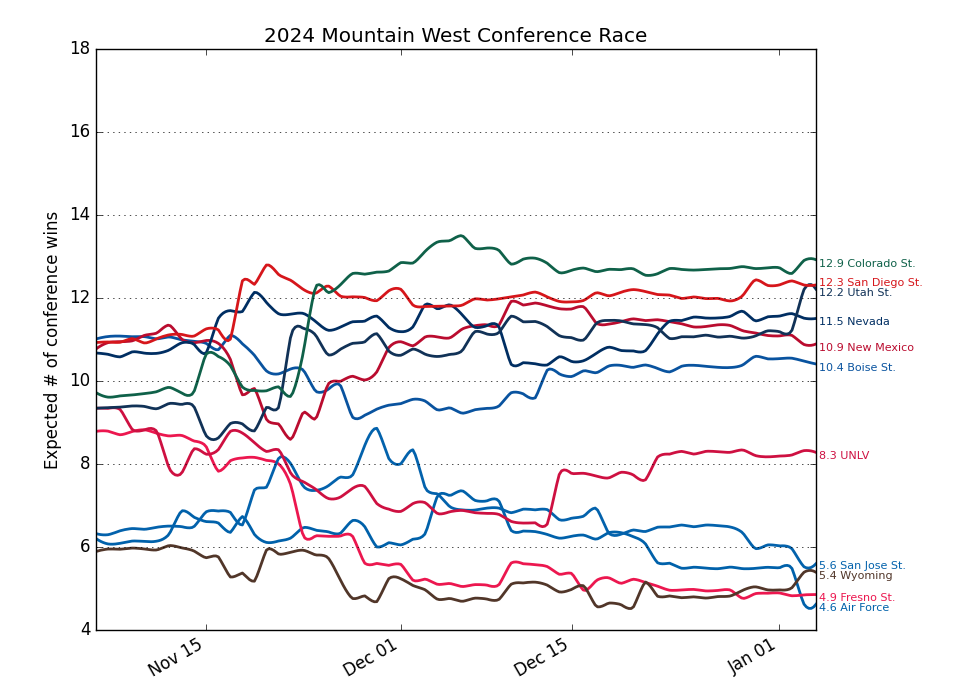 2024 Mountain West Conference Race
Expected # of conference wins
18
16
14
12
10
8
6
4
12.9 Colorado St.
12.3 San Diego St.
12.2 Utah St.
11.5 Nevada
10.9 New Mexico
10.4 Boise St.
8.3 UNLV
5.6 San Jose St.
5.4 Wyoming
4.9 Fresno St.
4.6 Air Force
Nov 15
Dec 01
Dec 15
Jan 01